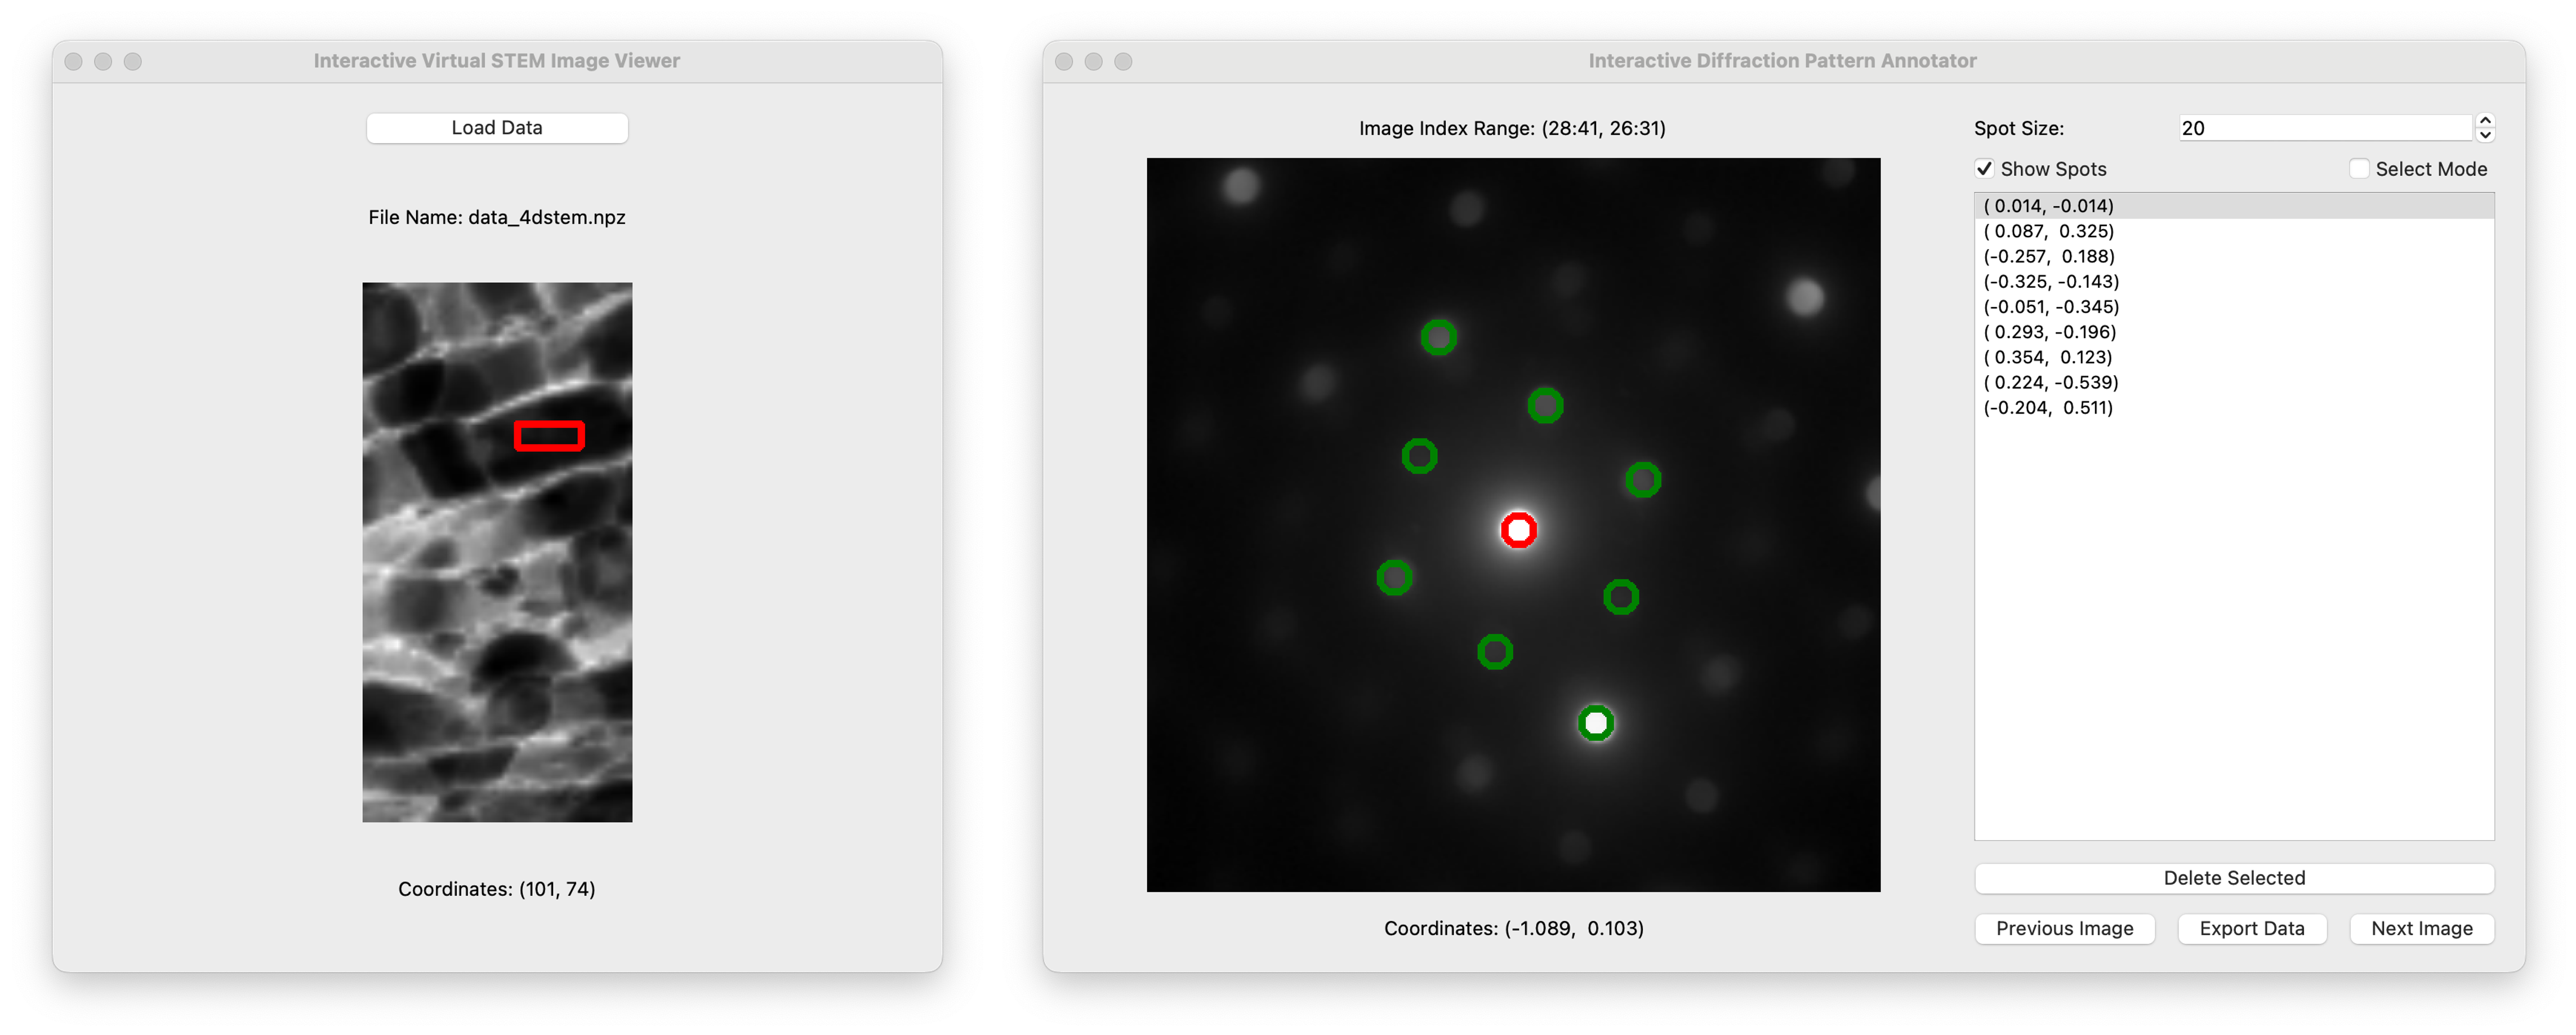 Interactive Virtual STEM Image Viewer
Load Data
File Name: data_4dstem.npz
Coordinates: (101, 74)
Interactive Diffraction Pattern Annotator
Image Index Range: (28:41, 26:31)
Coordinates: (-1.089,  0.103)
Spot Size: 20
Show Spots Select Mode
( 0.014, -0.014)
( 0.087,  0.325)
(-0.257,  0.188)
(-0.325, -0.143)
(-0.051, -0.345)
( 0.293, -0.196)
( 0.354,  0.123)
( 0.224, -0.539)
(-0.204,  0.511)
Delete Selected
Previous Image Export Data Next Image